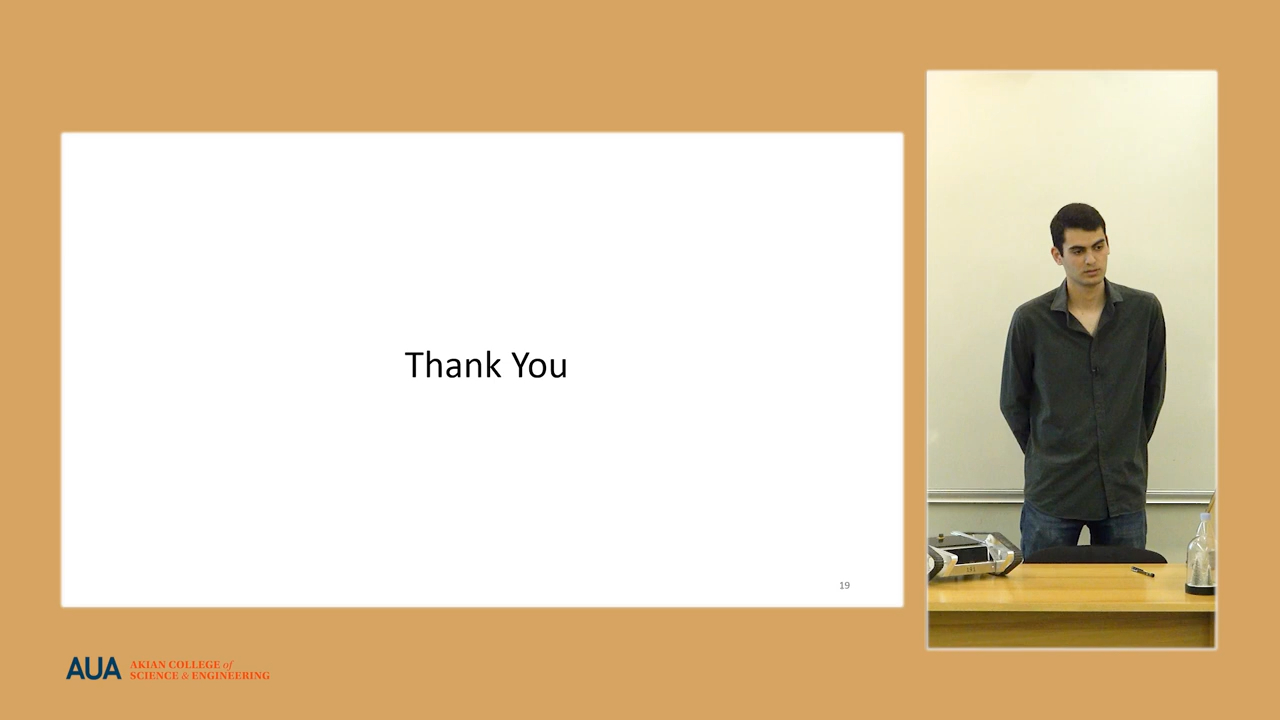 Thank You
19
AUA
AKIAN COLLEGE of
SCIENCE & ENGINEERING